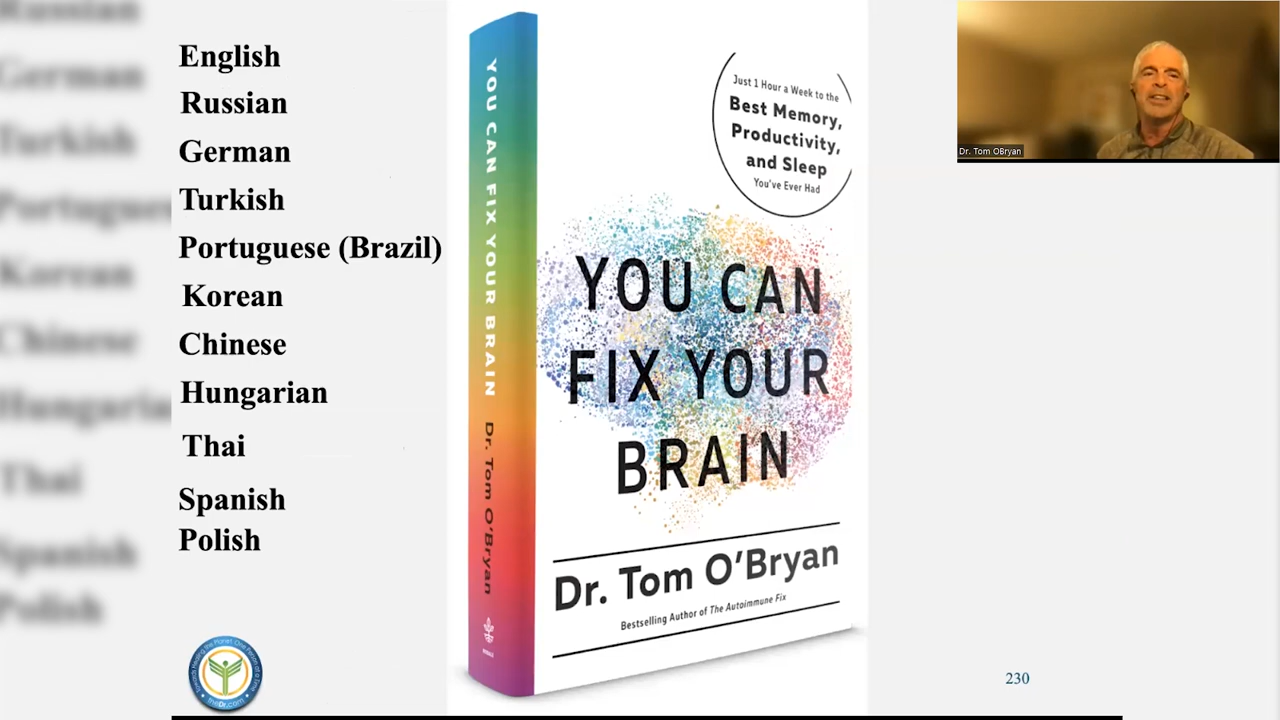 English
Russian
German
Turkish
Portuguese (Brazil)
Korean
Chinese
Hungarian
Thai
Spanish
Polish
YOU CAN FIX YOUR BRAIN Dr. Tom O'Bryan
Just 1 Hour a Week to the
Best Memory,
Productivity,
and Sleep
You've Ever Had
YOU CAN
FIX YOUR
BRAIN
Dr. Tom O'Bryan
Bestselling Author of The Autoimmune Fix
Dr. Tom OBryan
theDr.com
230